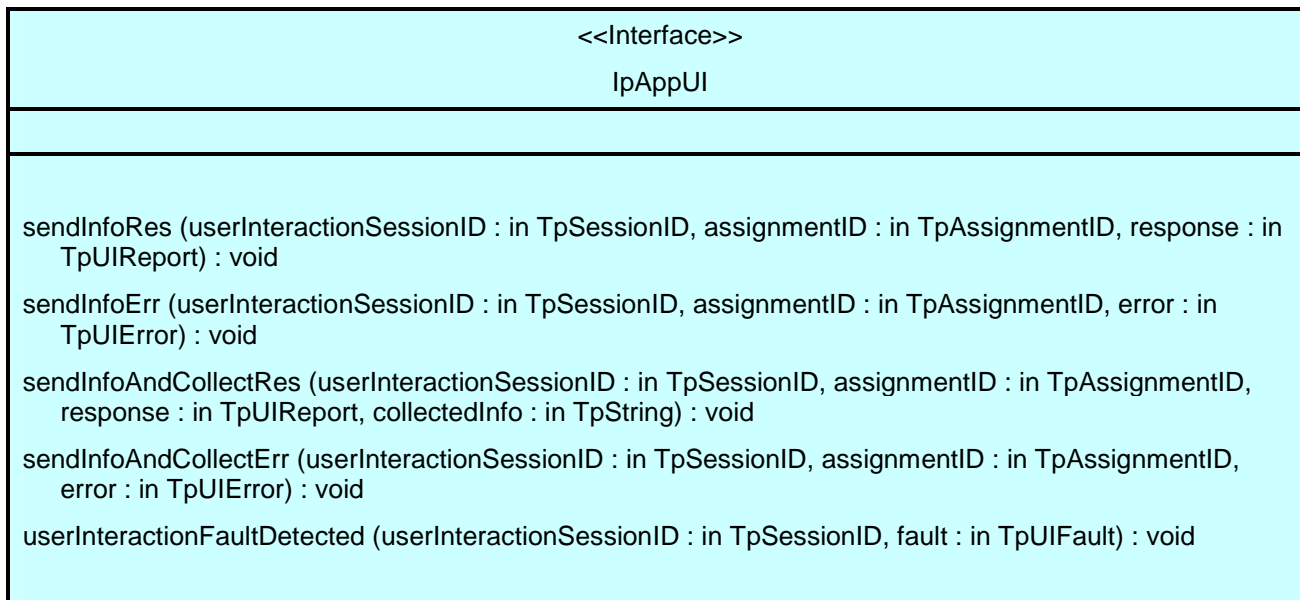 <<Interface>>
IpAppUI
sendInfoRes (userInteractionSessionID : in TpSessionID, assignmentID : in TpAssignmentID, response : in
TpUIReport) : void
sendInfoErr (userInteractionSessionID : in TpSessionID, assignmentID : in TpAssignmentID, error : in
TpUIError) : void
sendInfoAndCollectRes (userInteractionSessionID : in TpSessionID, assignmentID : in TpAssignmentID,
response : in TpUIReport, collectedInfo : in TpString) : void
sendInfoAndCollectErr (userInteractionSessionID : in TpSessionID, assignmentID : in TpAssignmentID,
error : in TpUIError) : void
userInteractionFaultDetected (userInteractionSessionID : in TpSessionID, fault : in TpUIFault) : void